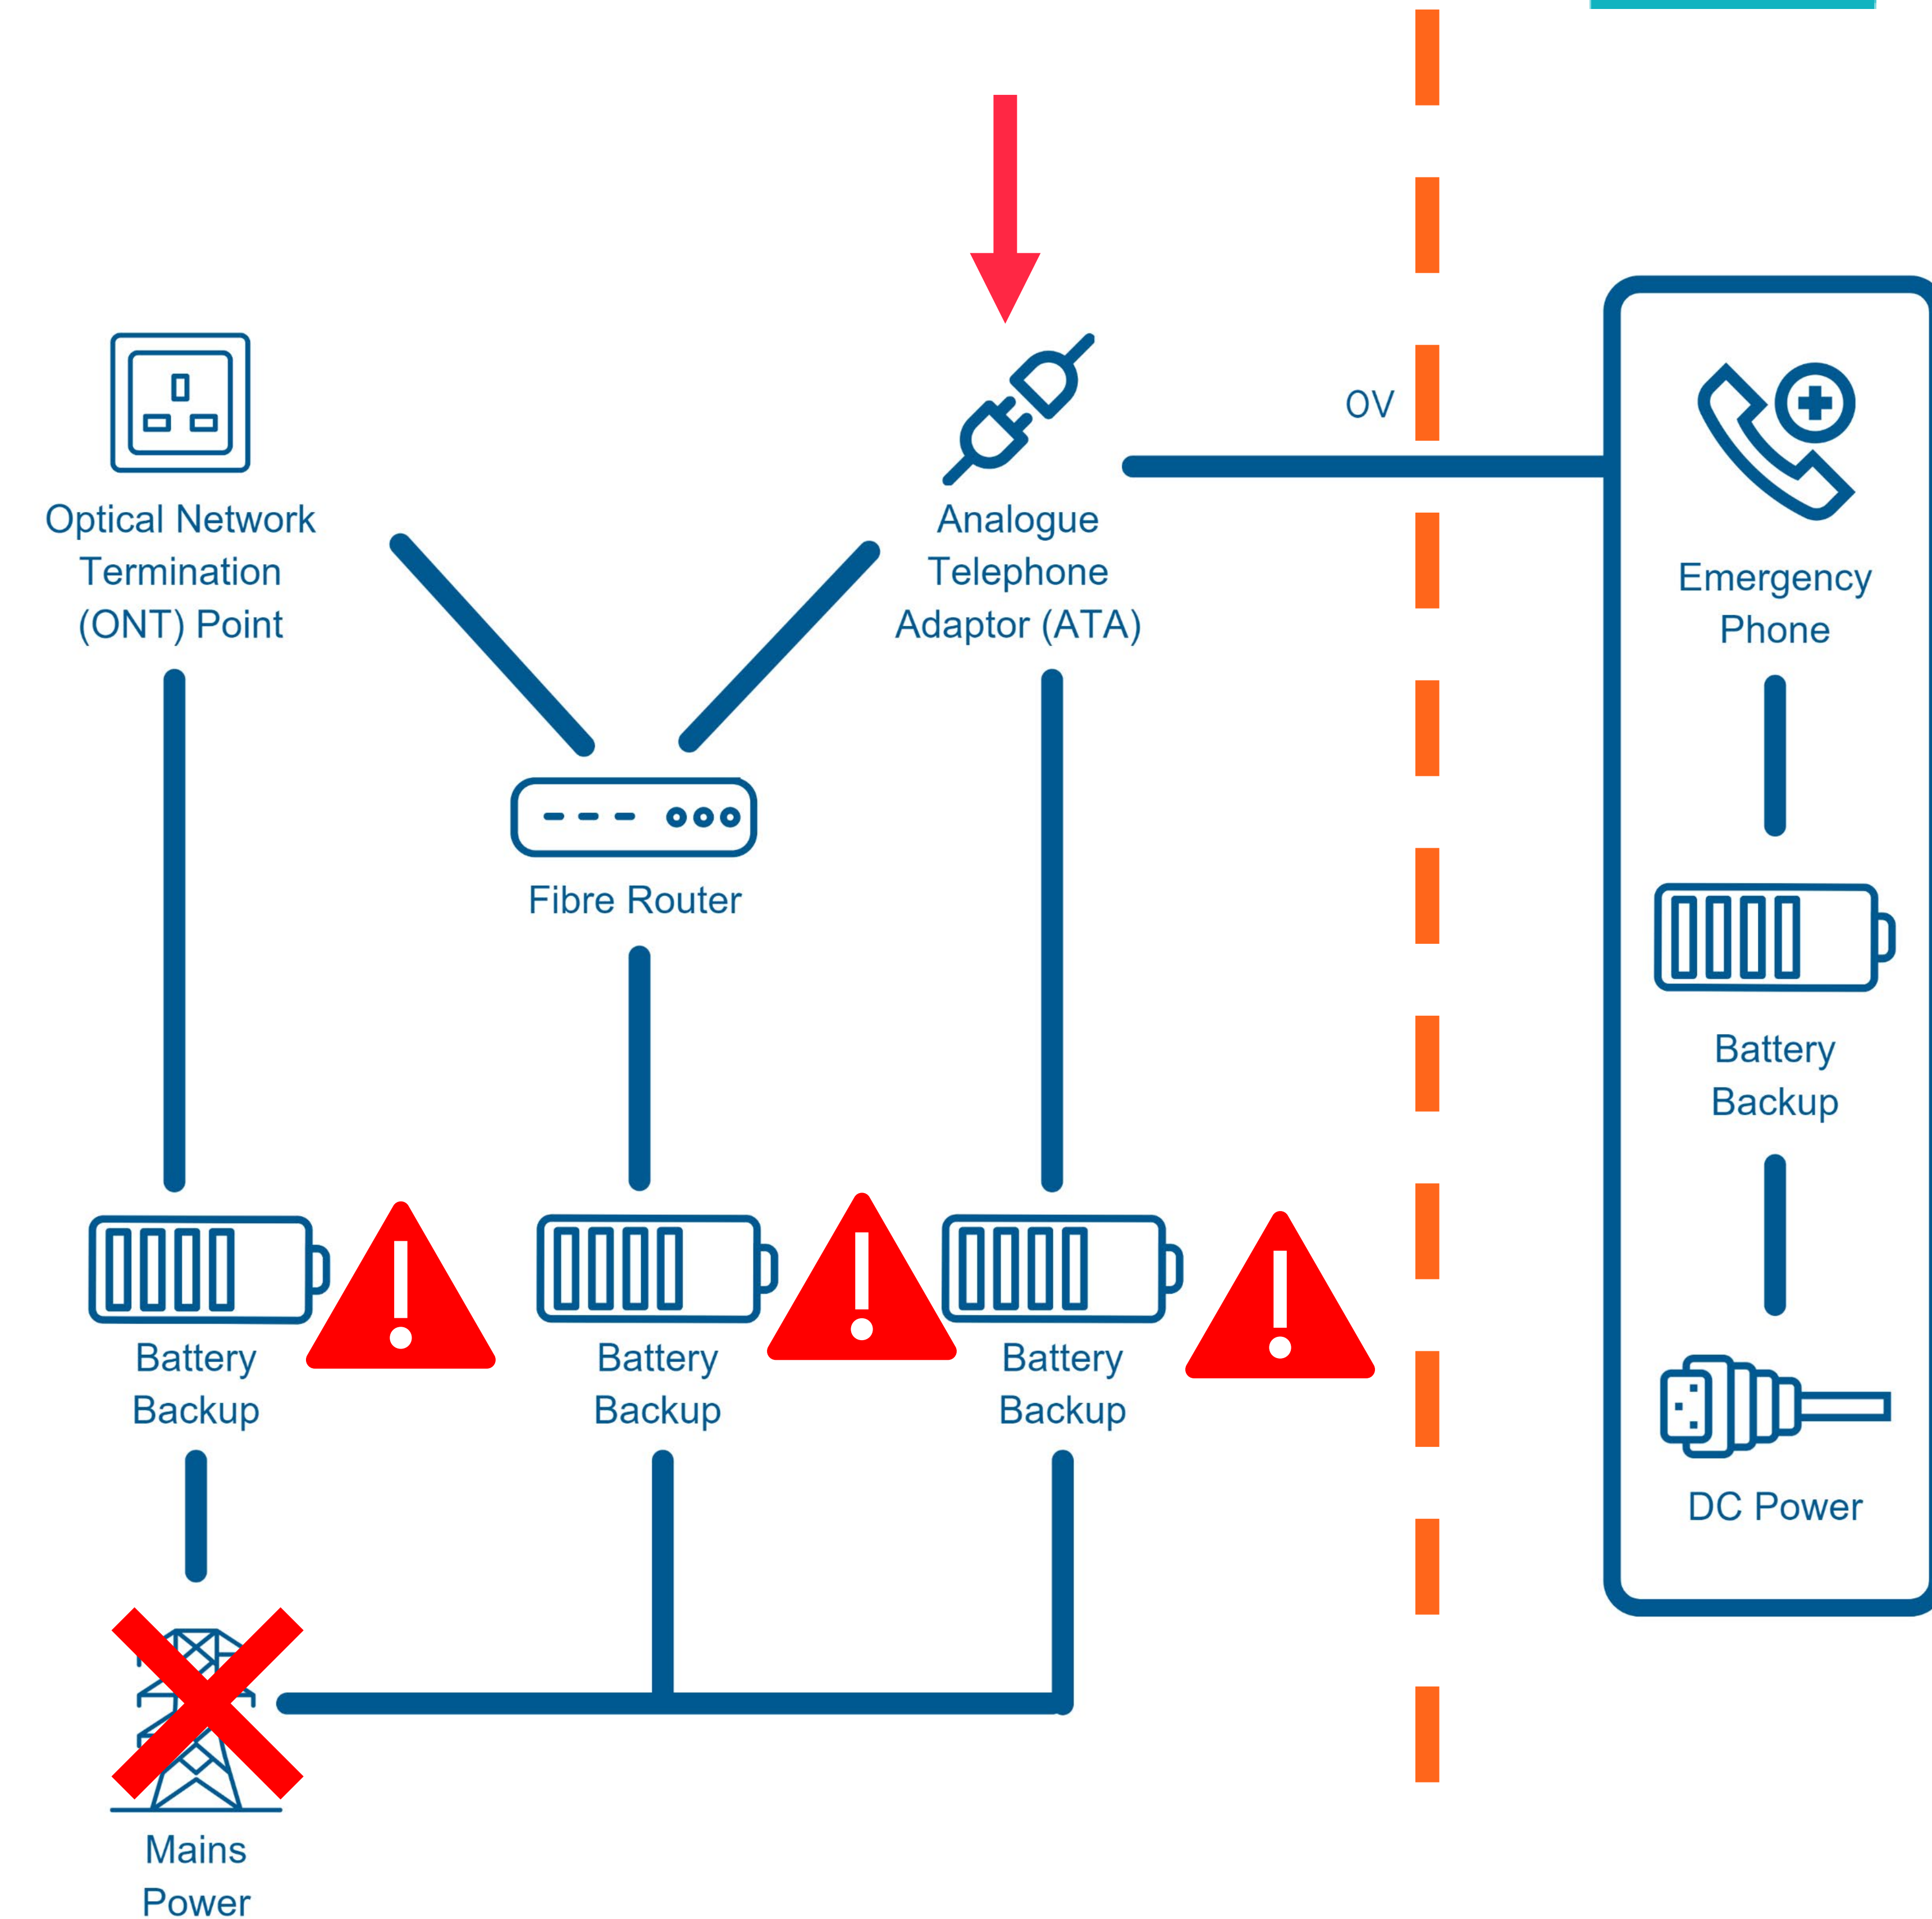 0V
Optical Network
Termination
(ONT) Point
Analogue
Telephone
Adaptor (ATA)
Emergency
Phone
Fibre Router
Battery
Backup
Battery
Backup
Battery
Backup
Battery
Backup
DC Power
Mains
Power